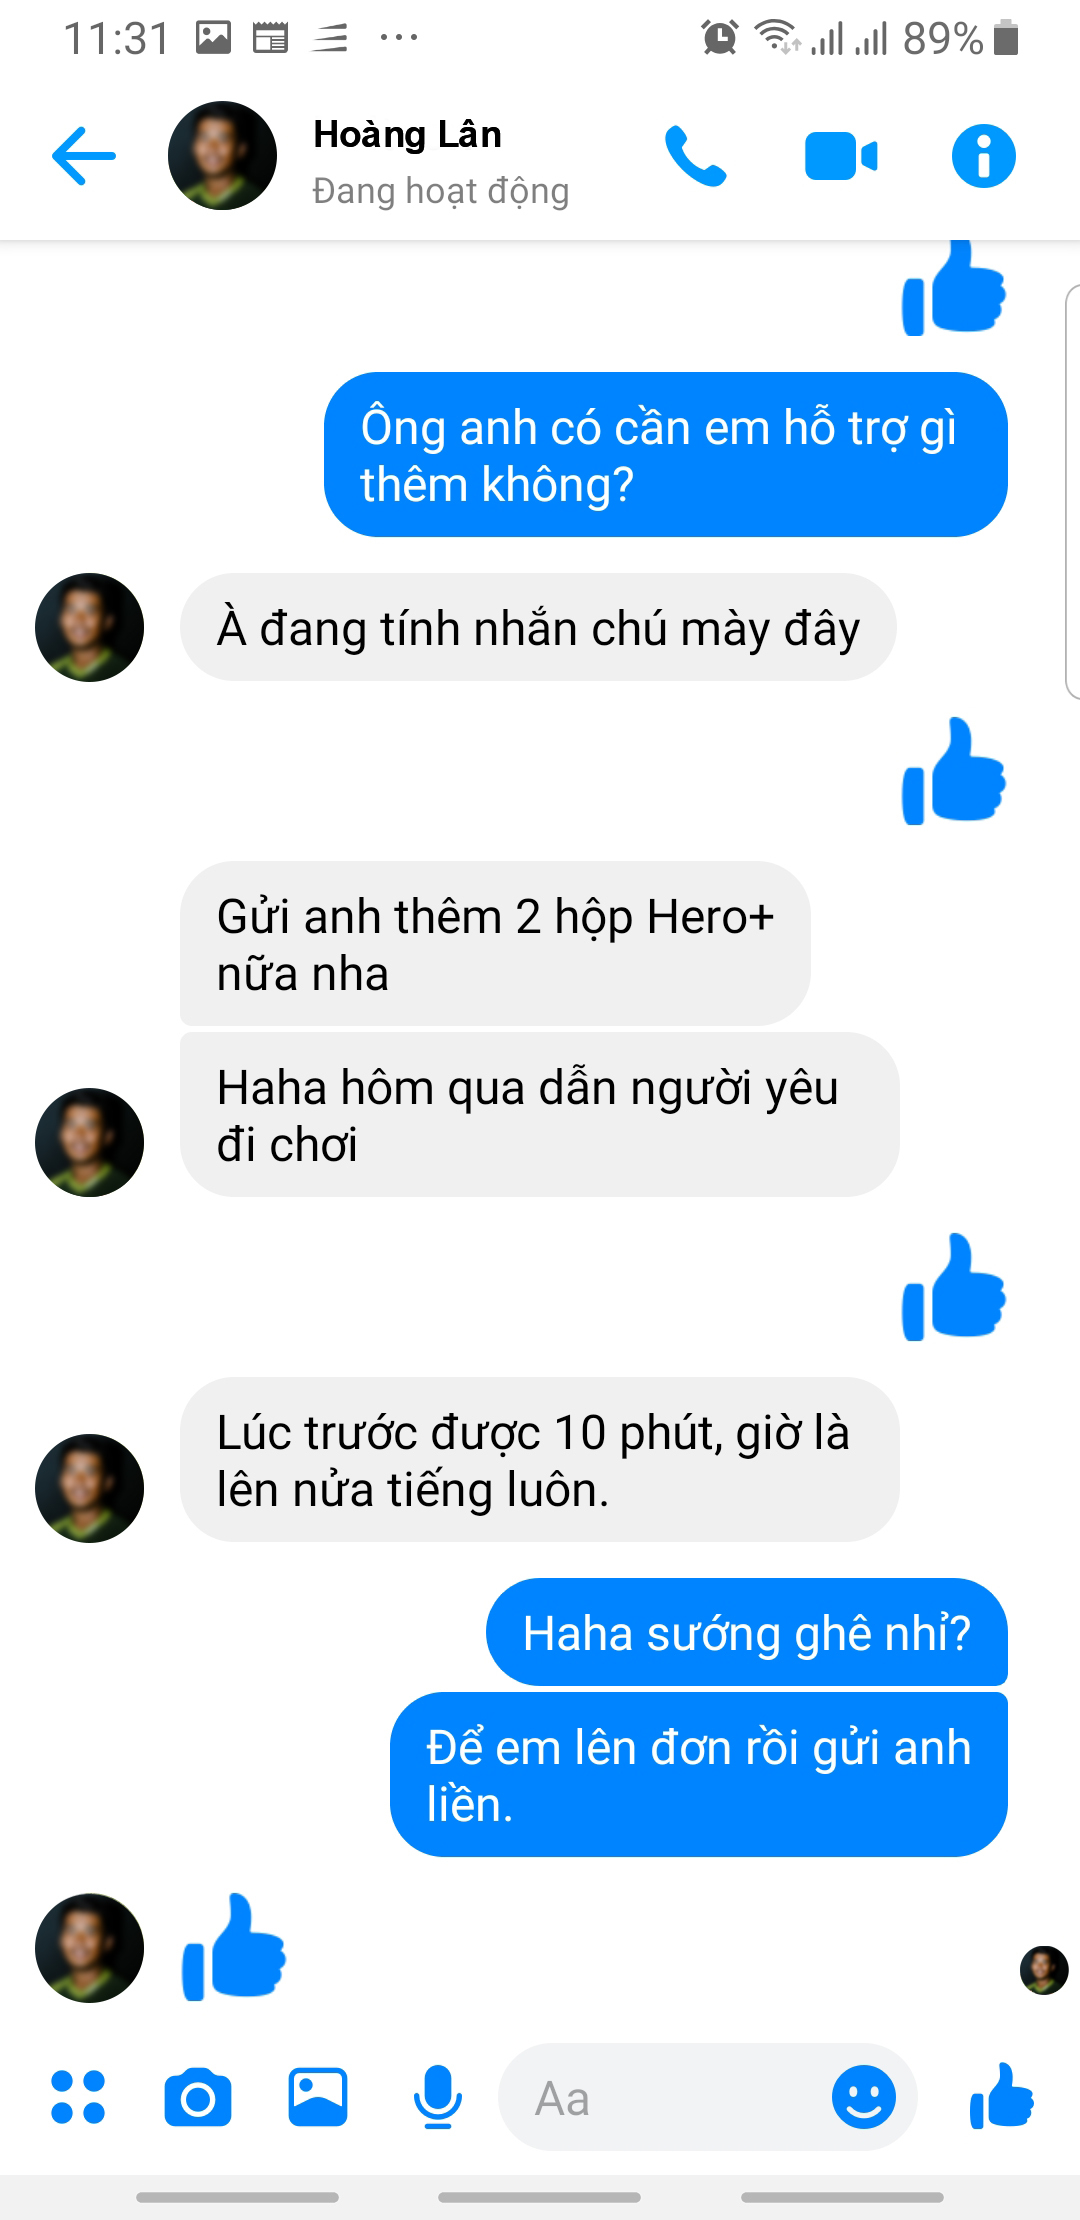 11:31
89%
Hoàng Lân
Đang hoạt động
Ông anh có cần em hỗ trợ gì
thêm không?
À đang tính nhắn chú mày đây
Gửi anh thêm 2 hộp Hero+
nữa nha
Haha hôm qua dẫn người yêu
đi chơi
Lúc trước được 10 phút, giờ là
lên nửa tiếng luôn.
Haha sướng ghê nhỉ?
Để em lên đơn rồi gửi anh
liền.
Aa